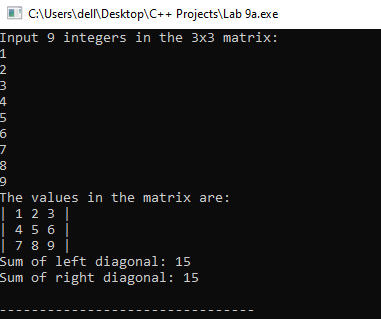 C:\Users\dell\Desktop\C++ Projects\Lab 9a.exe
Input 9 integers in the 3x3 matrix:
1
2
3
4
5
6
7
8
9
The values in the matrix are:
| 1 2 3 |
| 4 5 6 |
| 7 8 9 |
Sum of left diagonal: 15
Sum of right diagonal: 15
--------------------------------